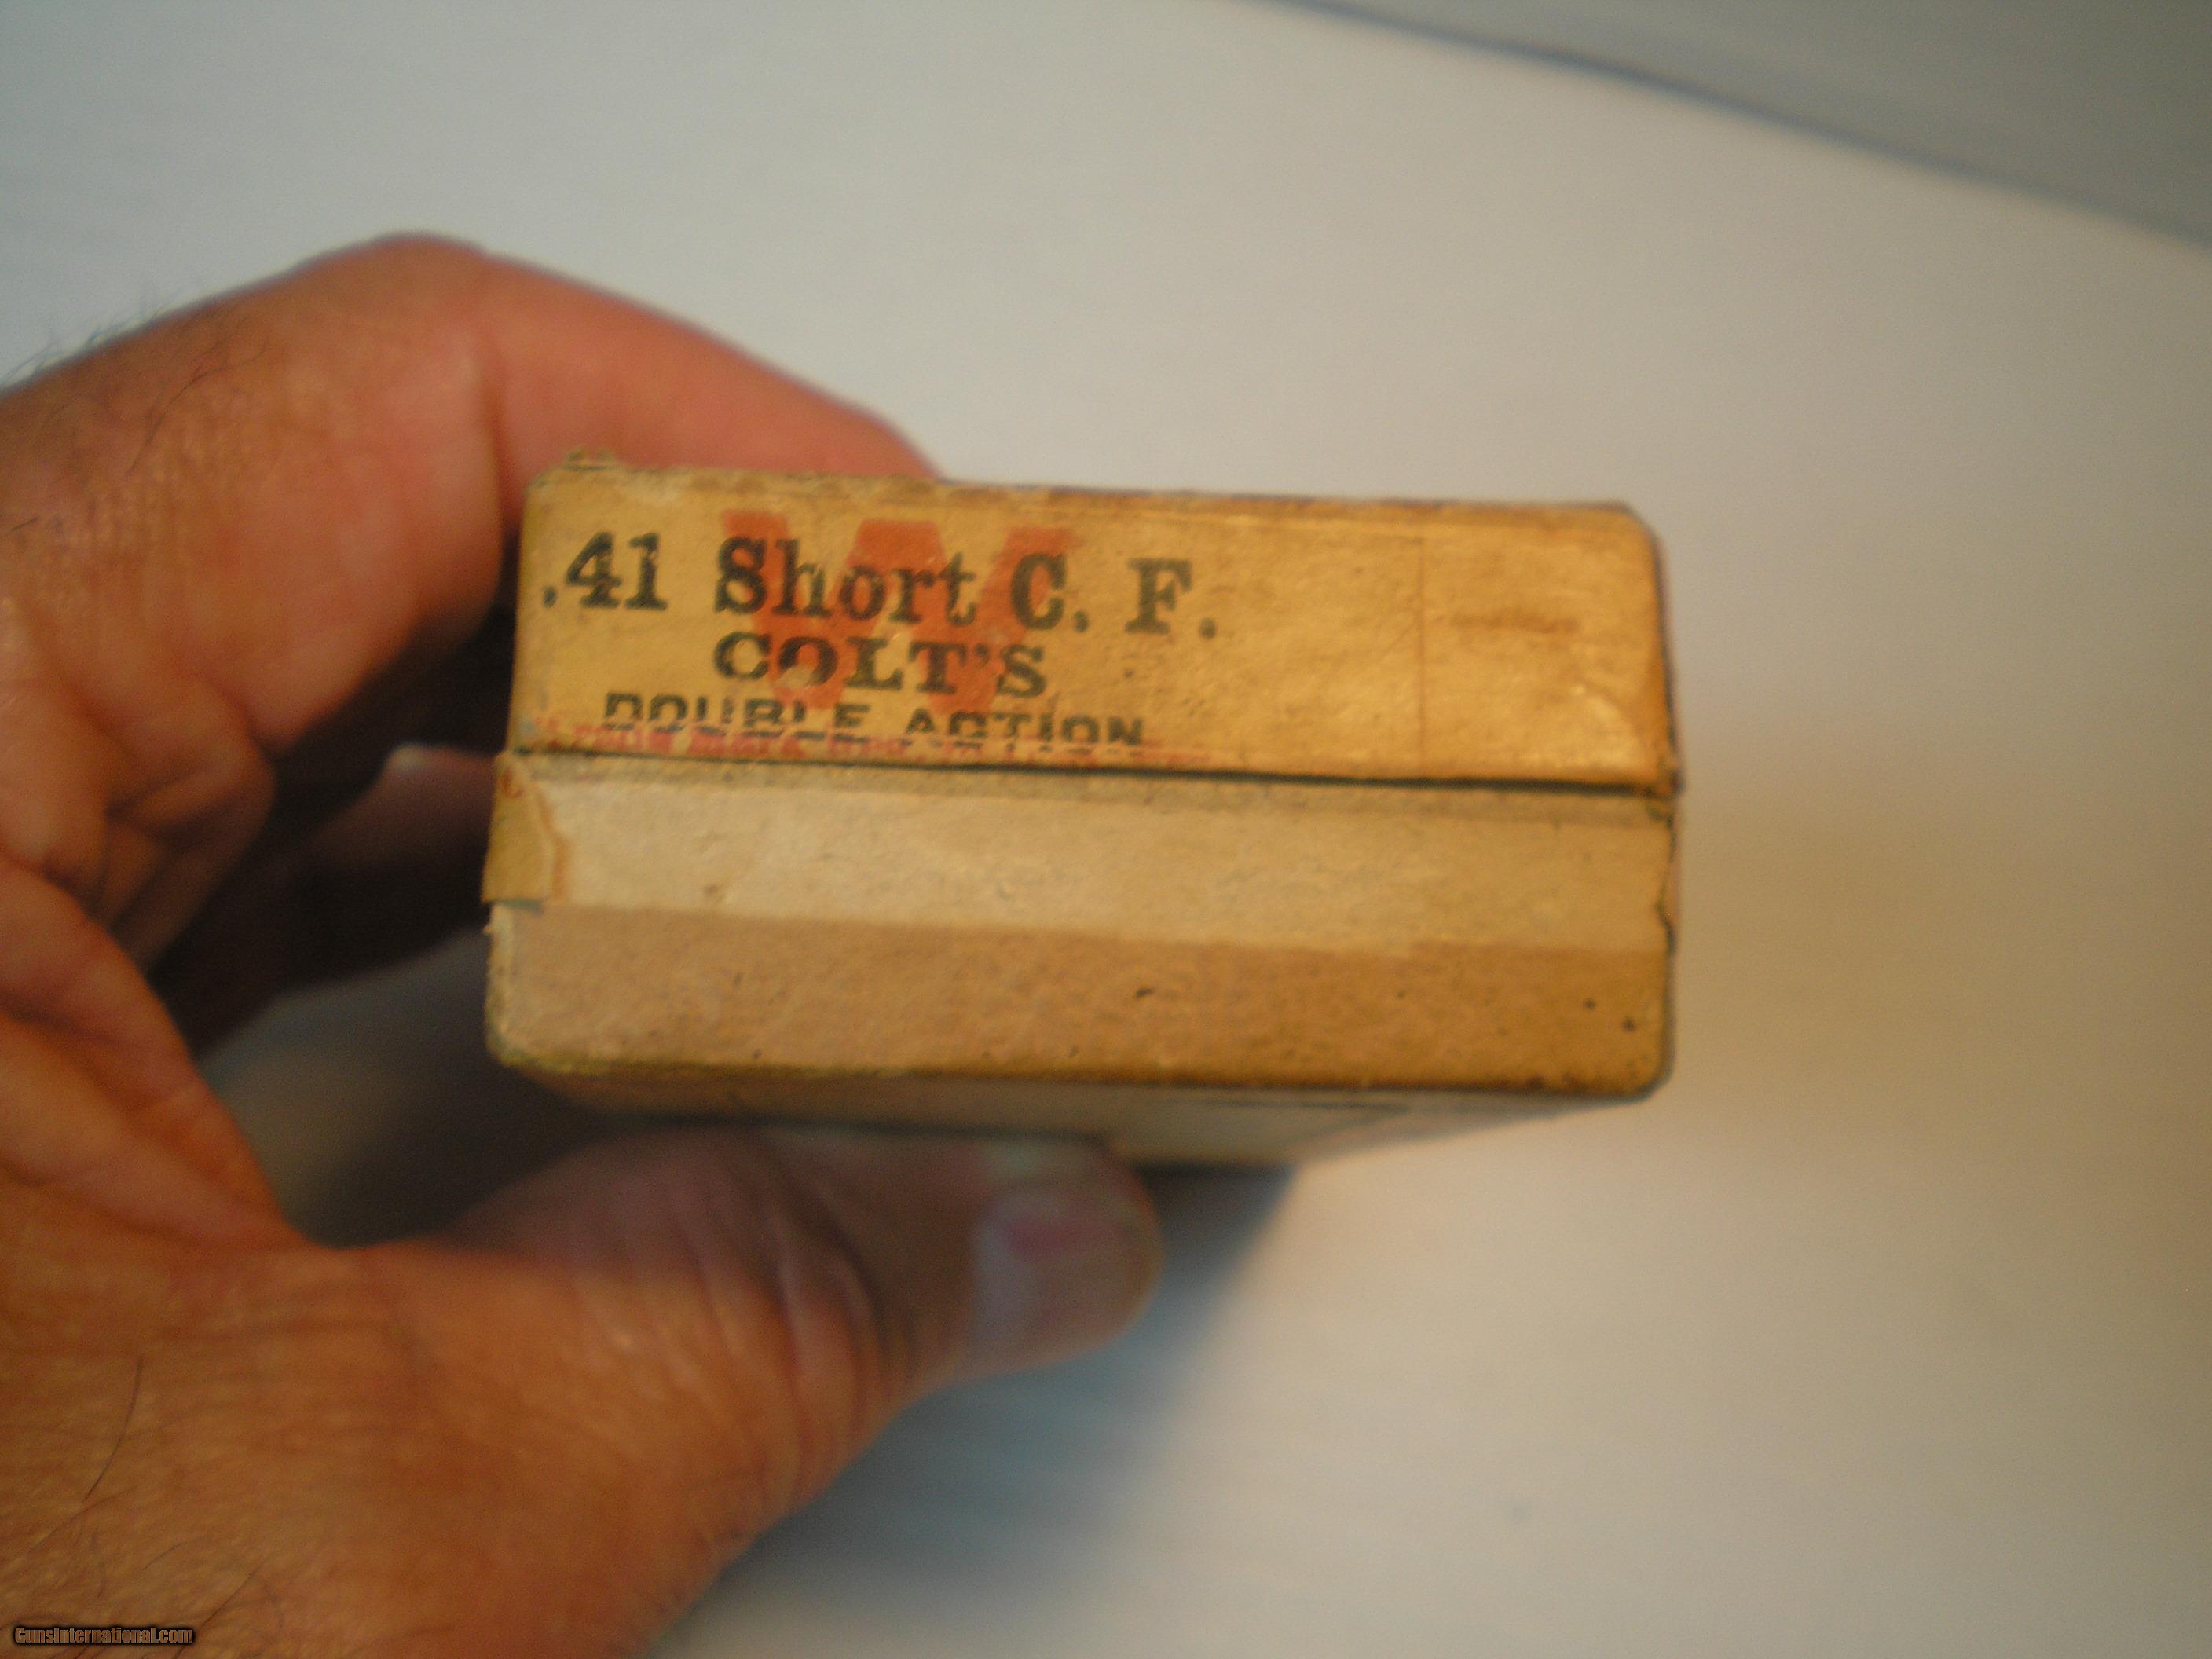 W
.41 Short C. F.
COLT'S
DOUBLE ACTION
GunsInternational.com